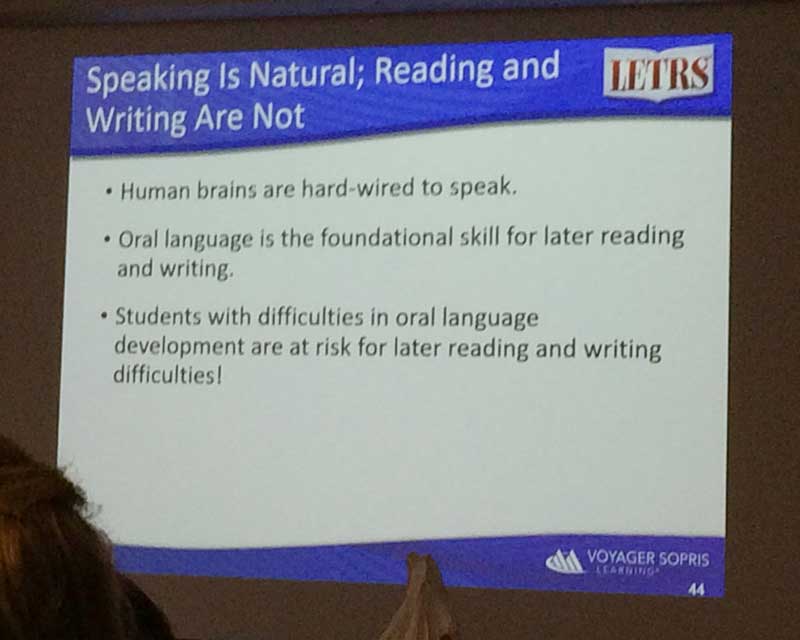 Speaking Is Natural; Reading and
Writing Are Not
LETRS
• Human brains are hard-wired to speak.
• Oral language is the foundational skill for later reading
and writing.
• Students with difficulties in oral language
development are at risk for later reading and writing
difficulties!
VOYAGER SOPRIS
LEARNING
44